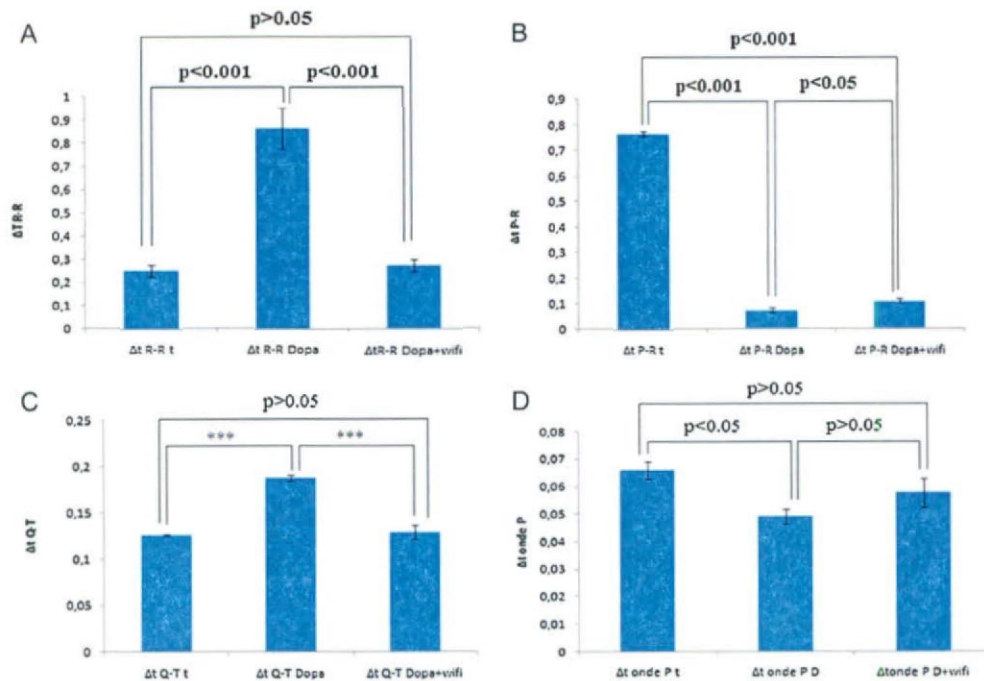 A
p>0.05
p<0.001
p<0.001
1
0,9
0,8
0,7
0,6
0,5
0,4
0,3
0,2
0,1
0
ΔT R-R
Δt R-R t
Δt R-R Dopa
ΔtR-R Dopa+wifi
B
p<0.001
p<0.001
p<0.05
0,9
0,8
0,7
0,6
0,5
0,4
0,3
0,2
0,1
0
Δt P-R
Δt P-R t
Δt P-R Dopa
Δt P-R Dopa+wifi
C
p>0.05
***
***
0,25
0,2
0,15
0,1
0,05
0
Δt Q-T
Δt Q-T t
Δt Q-T Dopa
Δt Q-T Dopa+wifi
D
p>0.05
p<0.05
p>0.05
0,08
0,07
0,06
0,05
0,04
0,03
0,02
0,01
0,00
Δt onde P
Δt onde P t
Δt onde P D
Δtonde P D+wifi